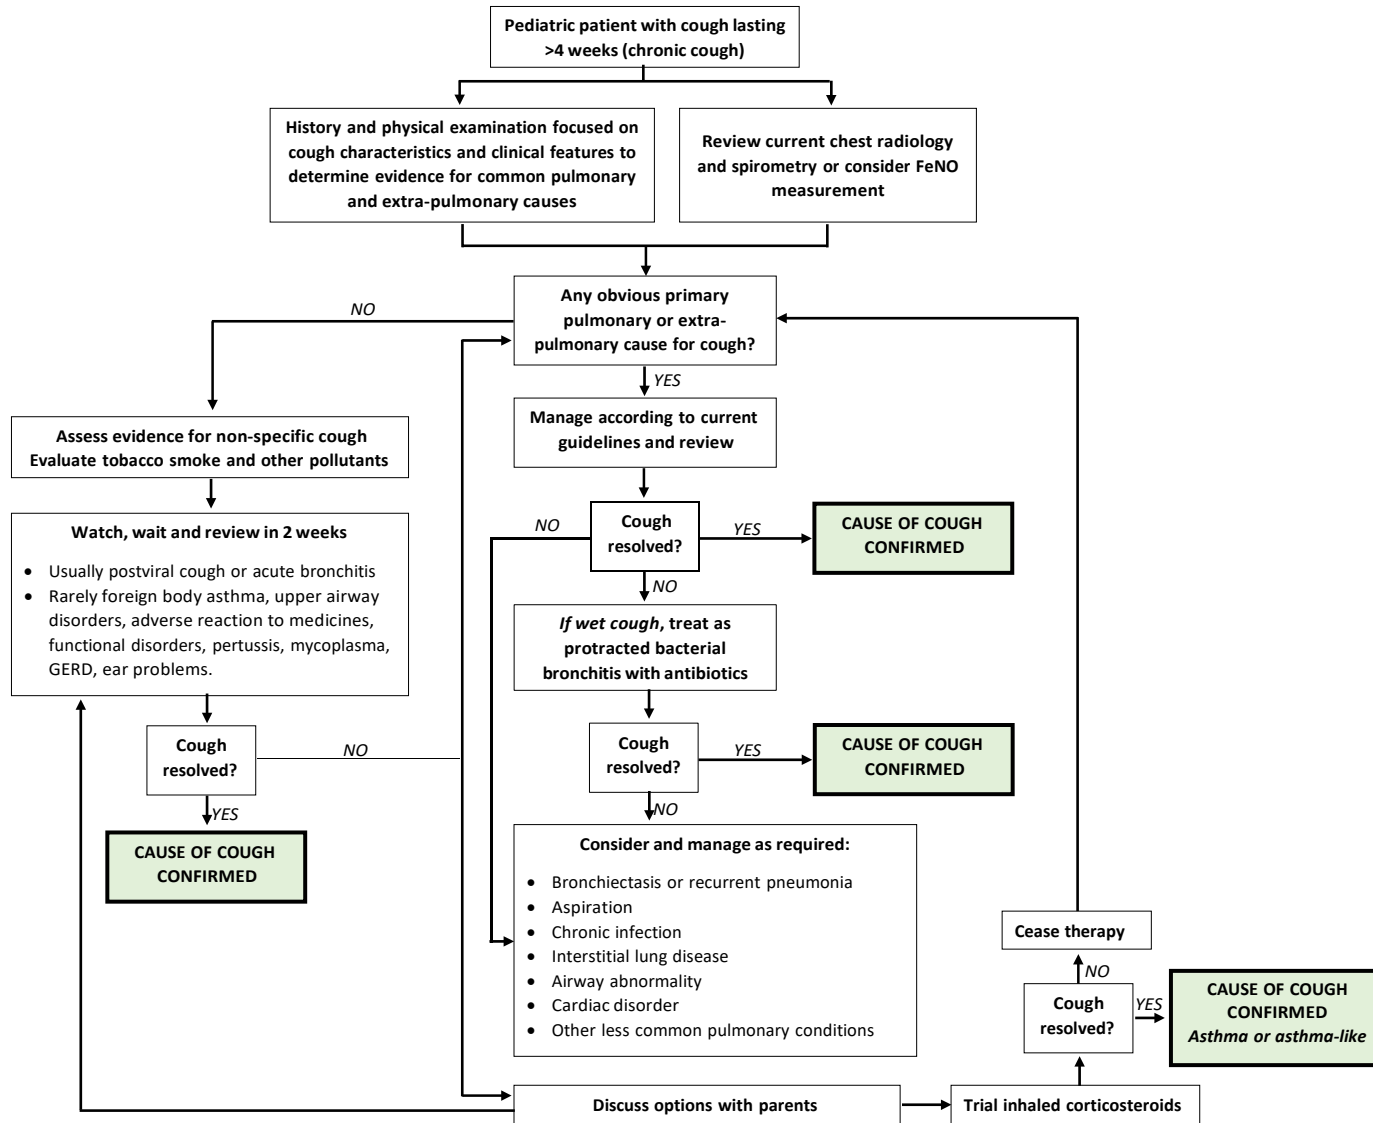 Pediatric patient with cough lasting
>4 weeks (chronic cough)
History and physical examination focused on
cough characteristics and clinical features to
determine evidence for common pulmonary
and extra-pulmonary causes
Review current chest radiology
and spirometry or consider FeNO
measurement
Any obvious primary
pulmonary or extra-
pulmonary cause for cough?
NO
YES
Assess evidence for non-specific cough
Evaluate tobacco smoke and other pollutants
Manage according to current
guidelines and review
Watch, wait and review in 2 weeks
• Usually postviral cough or acute bronchitis
• Rarely foreign body asthma, upper airway
disorders, adverse reaction to medicines,
functional disorders, pertussis, mycoplasma,
GERD, ear problems.
Cough
resolved?
NO
YES
CAUSE OF COUGH
CONFIRMED
NO
If wet cough, treat as
protracted bacterial
bronchitis with antibiotics
Cough
resolved?
NO
YES
CAUSE OF COUGH
CONFIRMED
Cough
resolved?
YES
CAUSE OF COUGH
CONFIRMED
NO
Consider and manage as required:
• Bronchiectasis or recurrent pneumonia
• Aspiration
• Chronic infection
• Interstitial lung disease
• Airway abnormality
• Cardiac disorder
• Other less common pulmonary conditions
Cease therapy
NO
Cough
resolved?
YES
CAUSE OF COUGH
CONFIRMED
Asthma or asthma-like
Discuss options with parents
Trial inhaled corticosteroids